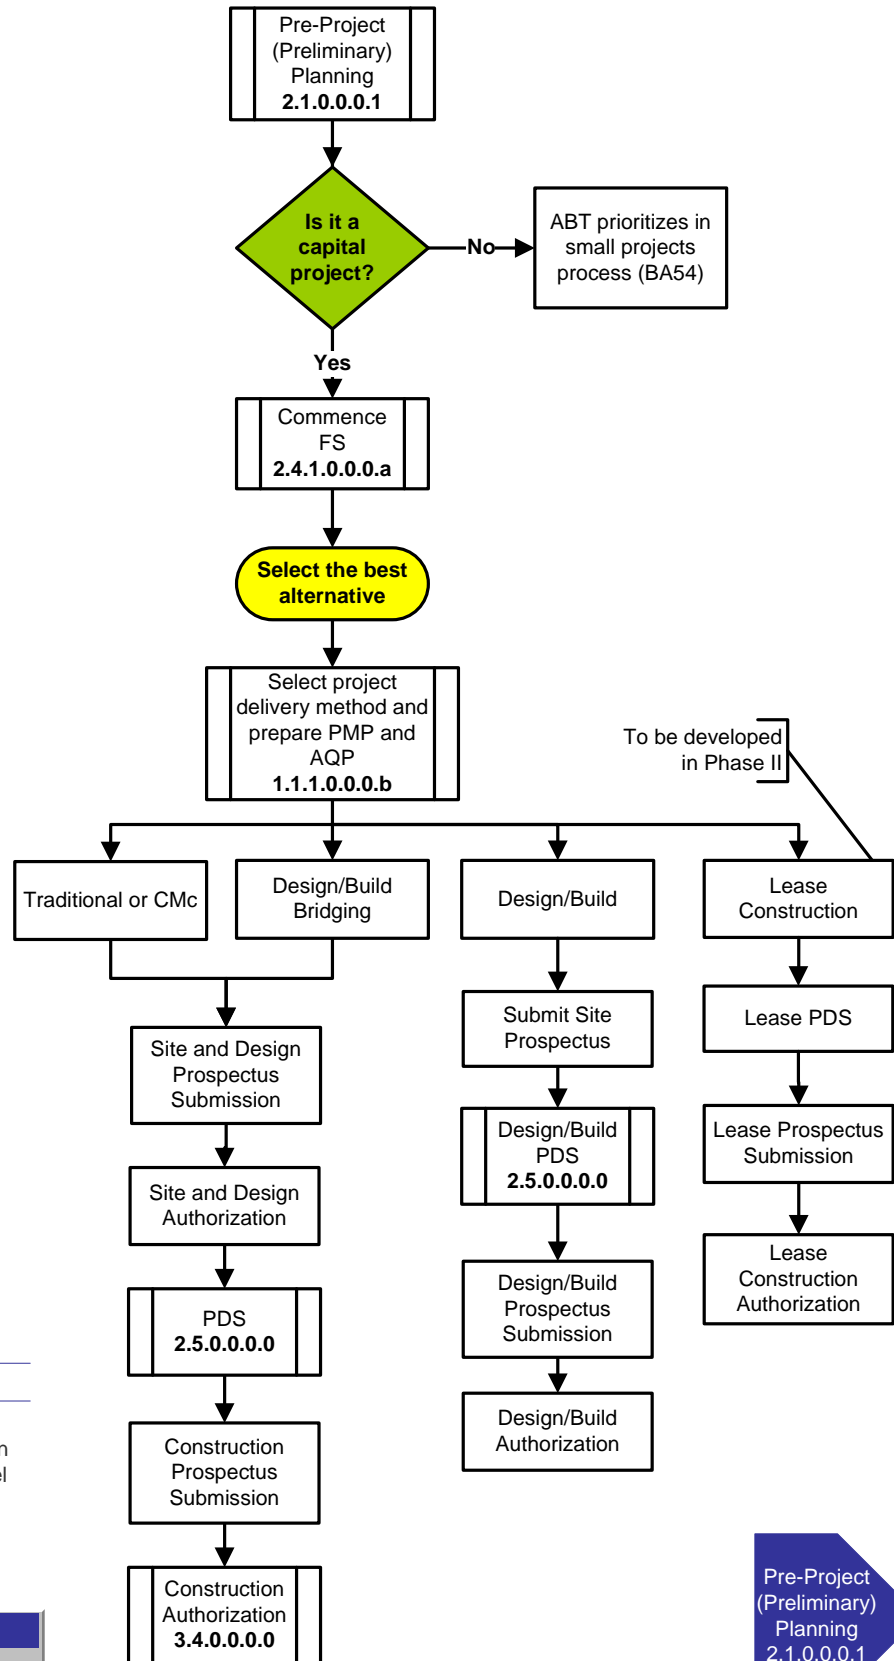 Pre-Project
(Preliminary)
Planning
2.1.0.0.0.1
Is it a
capital
project?
No
ABT prioritizes in
small projects
process (BA54)
Yes
Commence
FS
2.4.1.0.0.0.a
Select the best
alternative
Select project
delivery method and
prepare PMP and
AQP
1.1.1.0.0.0.b
To be developed
in Phase II
Traditional or CMc
Design/Build
Bridging
Design/Build
Lease
Construction
Site and Design
Prospectus
Submission
Submit Site
Prospectus
Lease PDS
Site and Design
Authorization
Design/Build
PDS
2.5.0.0.0.0
Lease Prospectus
Submission
PDS
2.5.0.0.0.0
Design/Build
Prospectus
Submission
Lease
Construction
Authorization
Construction
Prospectus
Submission
Design/Build
Authorization
Construction
Authorization
3.4.0.0.0.0
Pre-Project
(Preliminary)
Planning
2.1.0.0.0.1